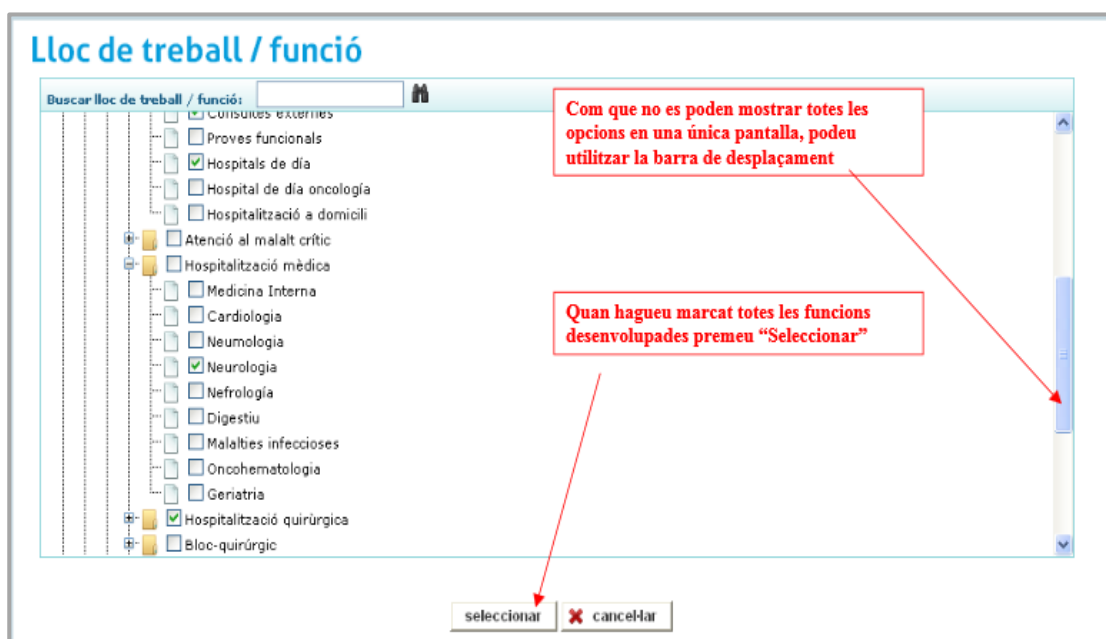 Lloc de treball / funció
Buscar lloc de treball / funció:
Consultes externes
Proves funcionals
Hospitals de día
Hospital de día oncología
Hospitalització a domicili
Atenció al malalt crític
Hospitalització mèdica
Medicina Interna
Cardiologia
Neumologia
Neurologia
Nefrología
Digestiu
Malalties infeccioses
Oncohematologia
Geriatria
Hospitalització quirùrgica
Bloc-quirúrgic
Com que no es poden mostrar totes les
opcions en una única pantalla, podeu
utilitzar la barra de desplaçament
Quan hagueu marcat totes les funcions
desenvolupades premeu “Seleccionar”
seleccionar
cancel·lar